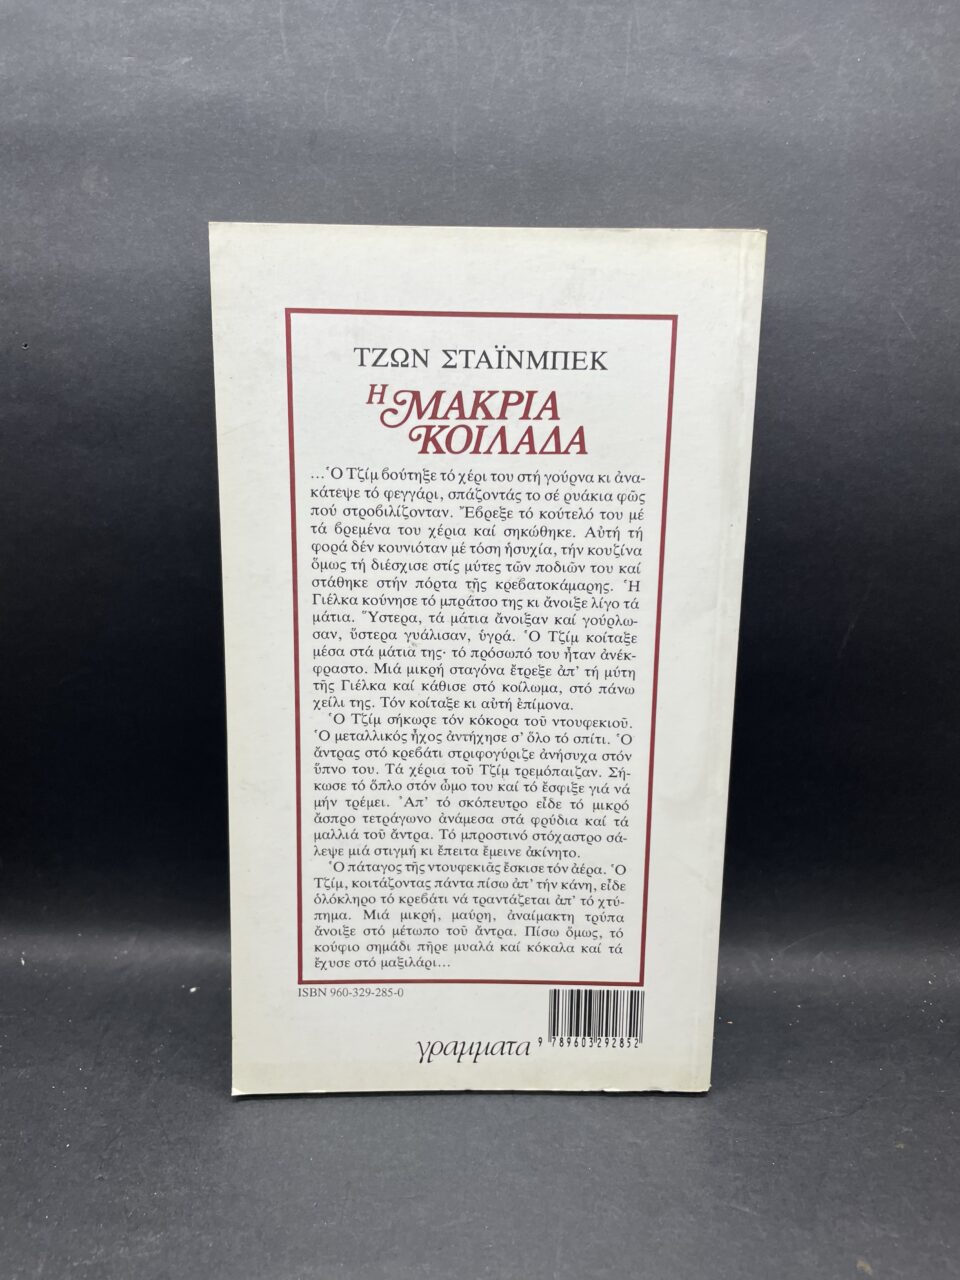 ΤΖΩΝ ΣΤΑΪΝΜΠΕΚ
Η ΜΑΚΡΙΑ
ΚΟΙΛΑΔΑ
...Ὁ Τζίμ βούτηξε τό χέρι του στή γούρνα κι ἀνα-
κάτεψε τό φεγγάρι, σπάζοντάς το σέ ρυάκια φῶς
πού στροβιλίζονταν. Ἔβρεξε τό κούτελό του μέ
τά βρεμένα του χέρια καί σηκώθηκε. Αὐτή τή
φορά δέν κουνιόταν μέ τόση ἡσυχία, τήν κουζίνα
ὅμως τή διέσχισε στίς μύτες τῶν ποδιῶν του καί
στάθηκε στήν πόρτα τῆς κρεβατοκάμαρης. Ἡ
Γιέλκα κούνησε τό μπράτσο της κι ἄνοιξε λίγο τά
μάτια. Ὕστερα, τά μάτια ἄνοιξαν καί γούρλω-
σαν, ὕστερα γυάλισαν, ὑγρά. Ὁ Τζίμ κοίταξε
μέσα στά μάτια της· τό πρόσωπό του ἦταν ἀνέκ-
φραστο. Μιά μικρή σταγόνα ἔτρεξε ἀπ' τή μύτη
τῆς Γιέλκα καί κάθισε στό κοίλωμα, στό πάνω
χείλι της. Τόν κοίταξε κι αὐτή ἐπίμονα.
Ὁ Τζίμ σήκωσε τόν κόκορα τοῦ ντουφεκιοῦ.
Ὁ μεταλλικός ἦχος ἀντήχησε σ' ὅλο τό σπίτι. Ὁ
ἄντρας στό κρεβάτι στριφογύριζε ἀνήσυχα στόν
ὕπνο του. Τά χέρια τοῦ Τζίμ τρεμόπαιζαν. Σή-
κωσε τό ὅπλο στόν ὦμο του καί τό ἔσφιξε γιά νά
μήν τρέμει. Ἀπ' τό σκόπευτρο εἶδε τό μικρό
ἄσπρο τετράγωνο ἀνάμεσα στά φρύδια καί τά
μαλλιά τοῦ ἄντρα. Τό μπροστινό στόχαστρο σά-
λεψε μιά στιγμή κι ἔπειτα ἔμεινε ἀκίνητο.
Ὁ πάταγος τῆς ντουφεκιᾶς ἔσκισε τόν ἀέρα. Ὁ
Τζίμ, κοιτάζοντας πάντα πίσω ἀπ' τήν κάνη, εἶδε
ὁλόκληρο τό κρεβάτι νά τραντάζεται ἀπ' τό χτύ-
πημα. Μιά μικρή, μαύρη, ἀναίμακτη τρύπα
ἄνοιξε στό μέτωπο τοῦ ἄντρα. Πίσω ὅμως, τό
κούφιο σημάδι πῆρε μυαλά καί κόκαλα καί τά
ἔχυσε στό μαξιλάρι...
ISBN 960-329-285-0
γραμματα
9 789603 292852